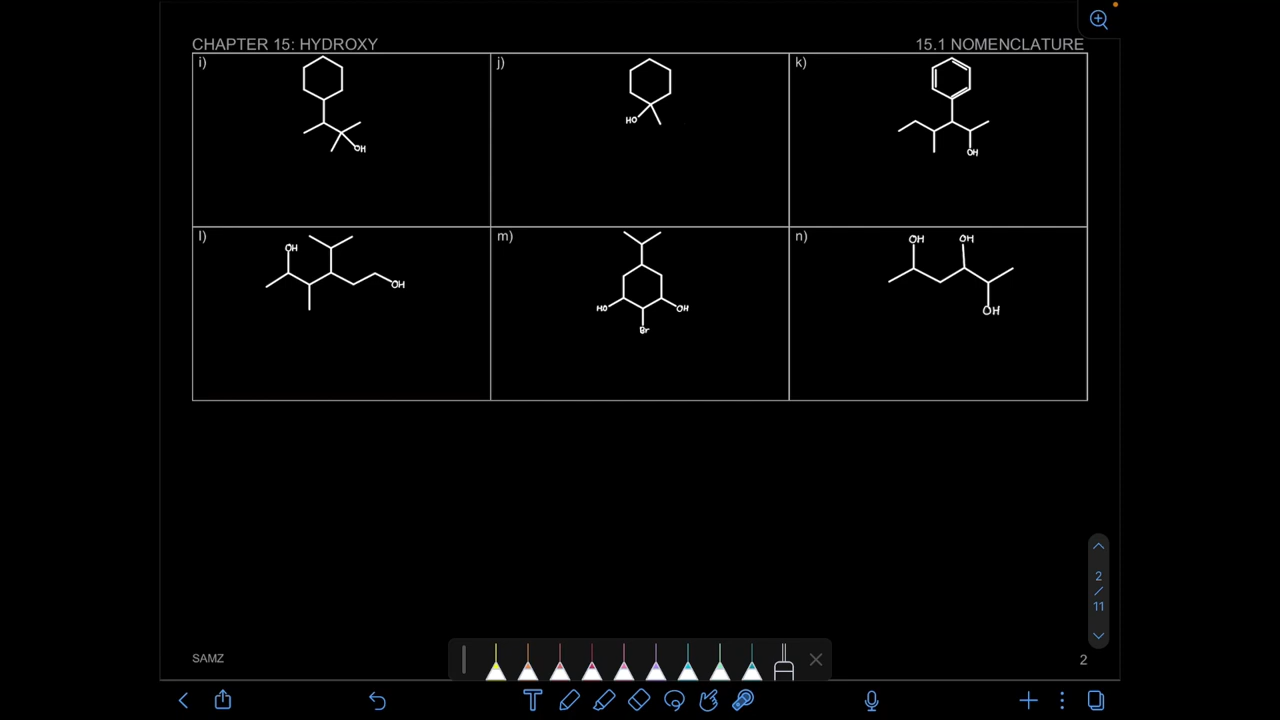 CHAPTER 15: HYDROXY
15.1 NOMENCLATURE
i)
OH
j)
HO
k)
OH
l)
OH
OH
m)
HO
OH
Br
n)
OH
OH
OH
2
/
11
SAMZ
2
T